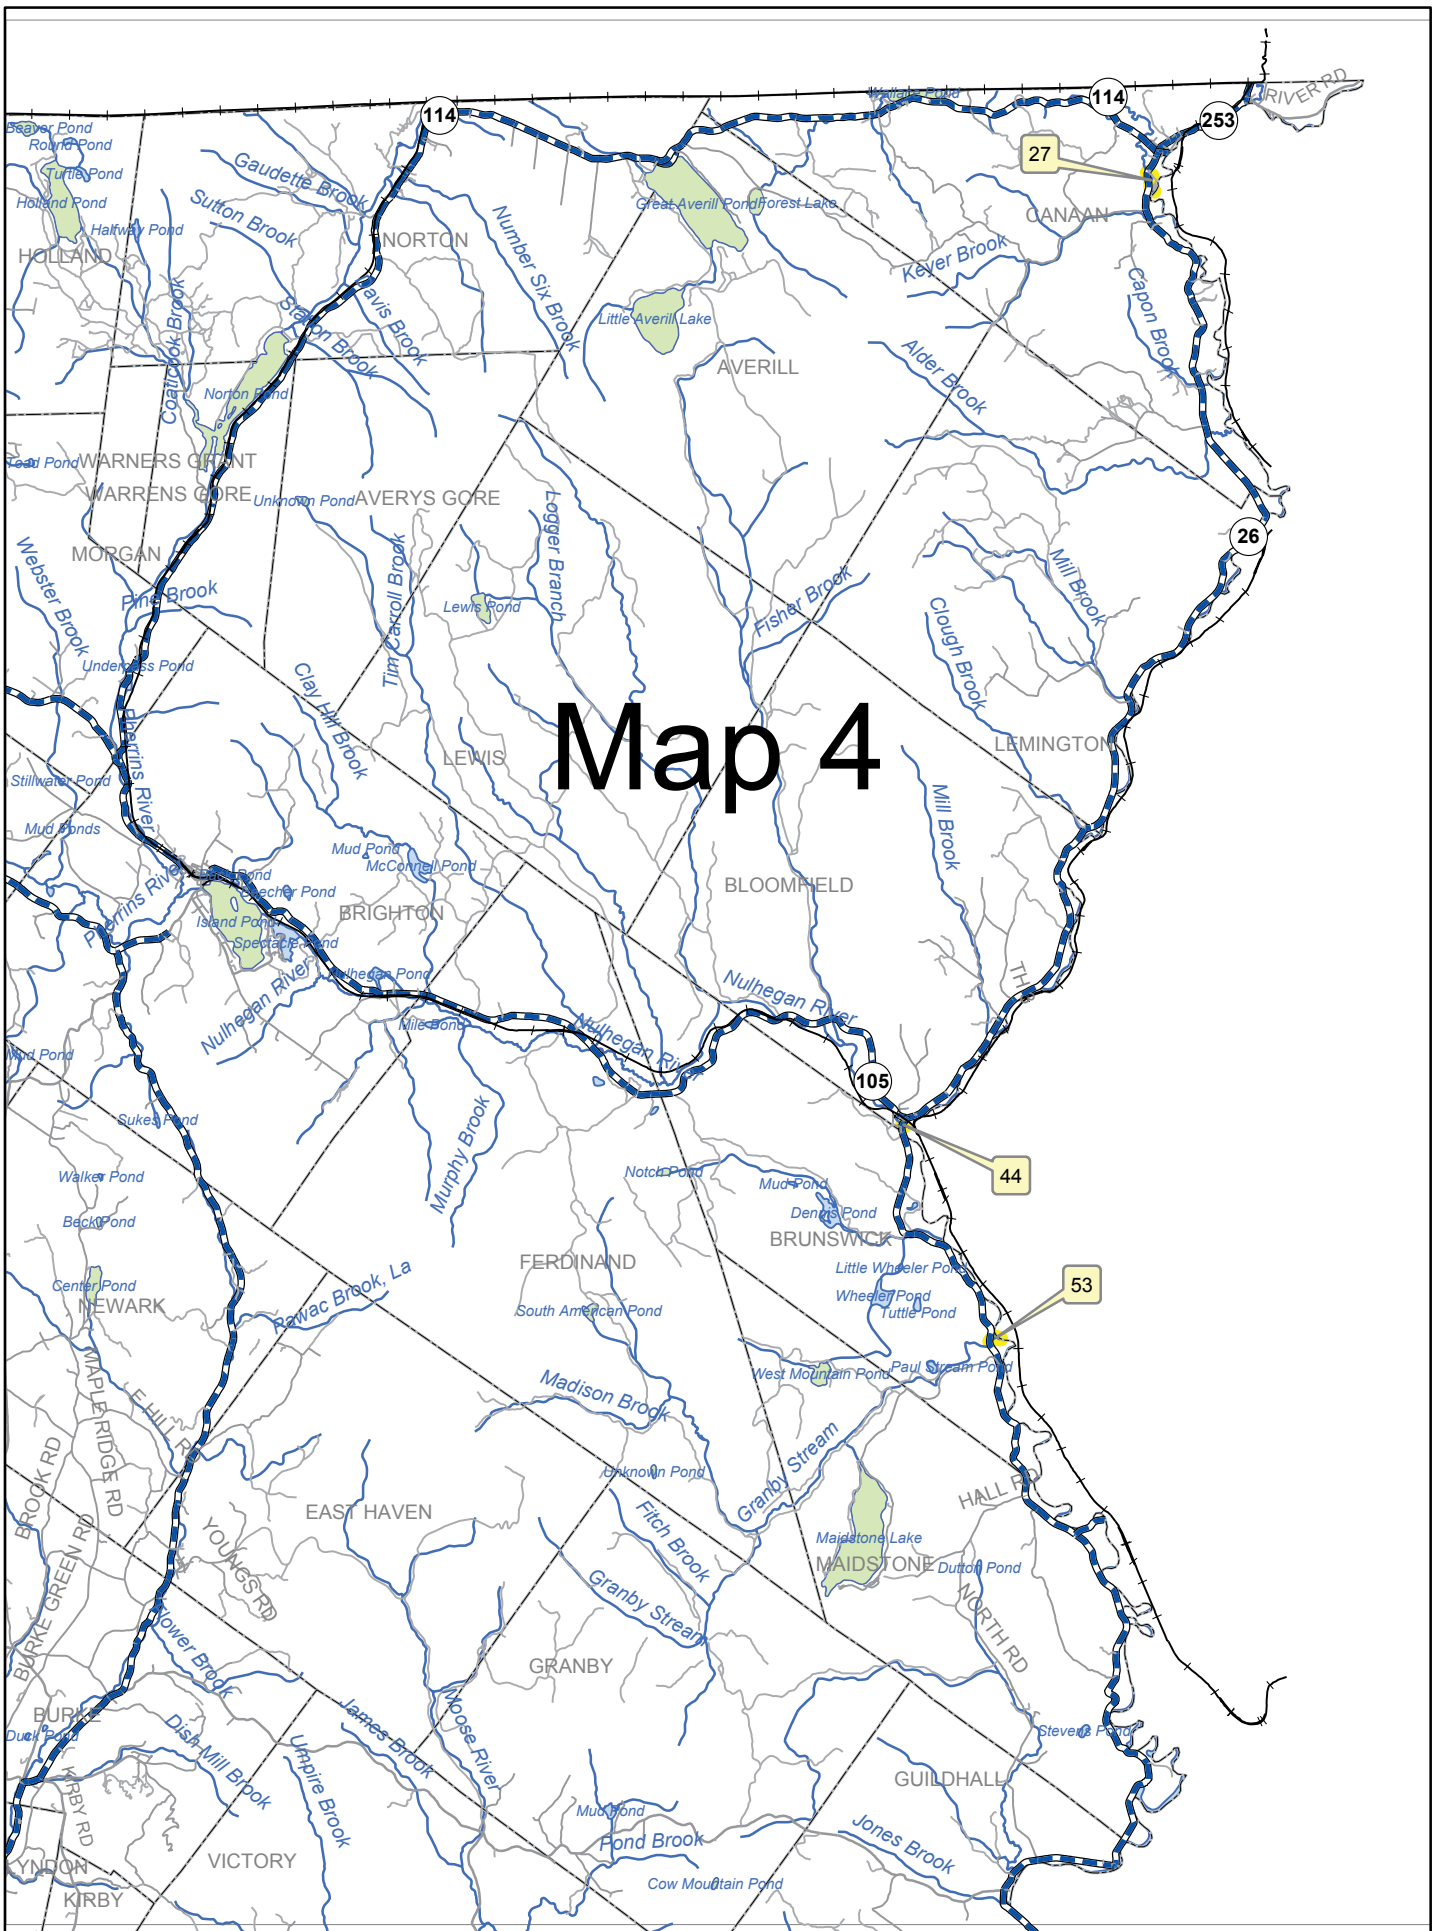 RIVER RD
Wallace Pond
114
114
253
Beaver Pond
Round Pond
27
Turtle Pond
Gaudette Brook
Holland Pond
Sutton Brook
Great Averill Pond
Forest Lake
CANAAN
Halfway Pond
HOLLAND
NORTON
Number Six Brook
Keyer Brook
Capon Brook
Station Brook
Davis Brook
Coaticook Brook
Little Averill Lake
AVERILL
Alder Brook
Norton Pond
Toad Pond
WARNERS GRANT
WARRENS GORE
Unknown Pond
AVERYS GORE
Logger Branch
26
MORGAN
Webster Brook
Tim Carroll Brook
Mill Brook
Pine Brook
Lewis Pond
Fisher Brook
Clough Brook
Underpass Pond
Clay Hill Brook
Map 4
Pherrins River
LEWIS
LEMINGTON
Stillwater Pond
Mud Ponds
Mill Brook
Mud Pond
McConnell Pond
Spectacle Pond
BLOOMFIELD
BRIGHTON
Pherrins River
Island Pond
THE
Nulhegan Pond
Nulhegan River
Nulhegan River
Nulhegan River
Mile Pond
Mud Pond
105
Sukes Pond
Murphy Brook
44
Walker Pond
Notch Pond
Mud Pond
Beck Pond
Dennis Pond
BRUNSWICK
FERDINAND
Little Wheeler Pond
Center Pond
NEWARK
Pawac Brook, La
53
Wheeler Pond
Tuttle Pond
South American Pond
West Mountain Pond
Paul Stream Pond
Madison Brook
MAPLE RIDGE RD
E HILL RD
BROOK RD
Unknown Pond
Granby Stream
HALL RD
EAST HAVEN
Fitch Brook
Maidstone Lake
YOUNGS RD
MAIDSTONE
Dutton Pond
BURKE GREEN RD
Granby Stream
NORTH RD
GRANBY
BURKE
Duck Pond
Dish Mill Brook
James Brook
Moose River
Stevens Pond
Umpire Brook
GUILDHALL
KIRBY RD
Mud Pond
Pond Brook
Jones Brook
LYNDON
VICTORY
Cow Mountain Pond
KIRBY